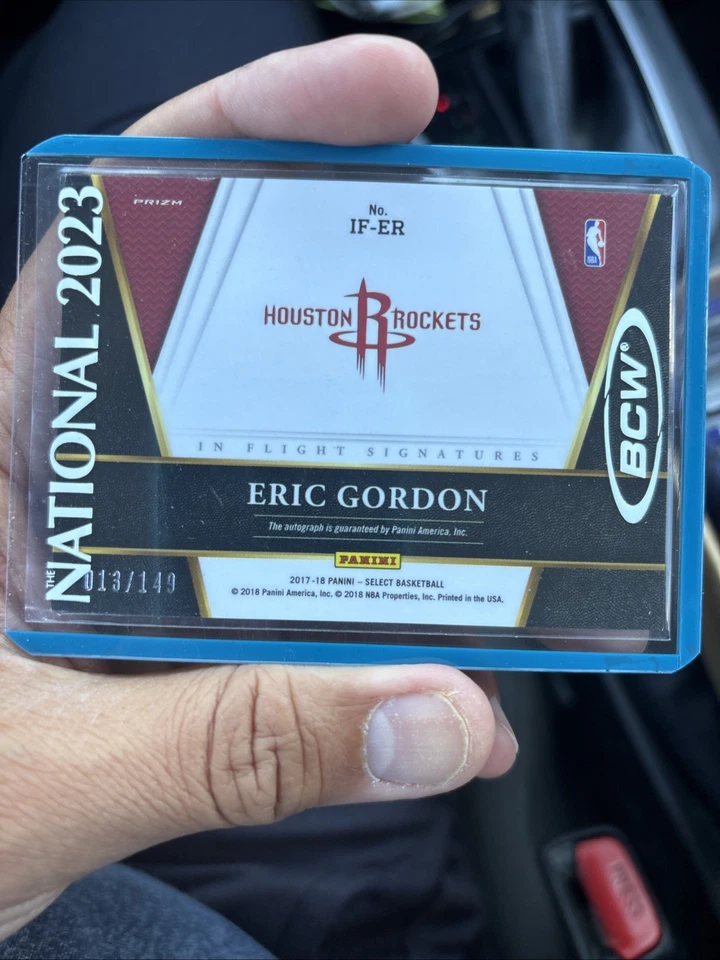 PRIZM
No.
IF-ER
NBA
HOUSTON R ROCKETS
IN FLIGHT SIGNATURES
ERIC GORDON
The autograph is guaranteed by Panini America, Inc.
PANINI
013/149
2017-18 PANINI – SELECT BASKETBALL
© 2018 Panini America, Inc. © 2018 NBA Properties, Inc. Printed in the USA.
THE NATIONAL 2023
BCW®
PRESS